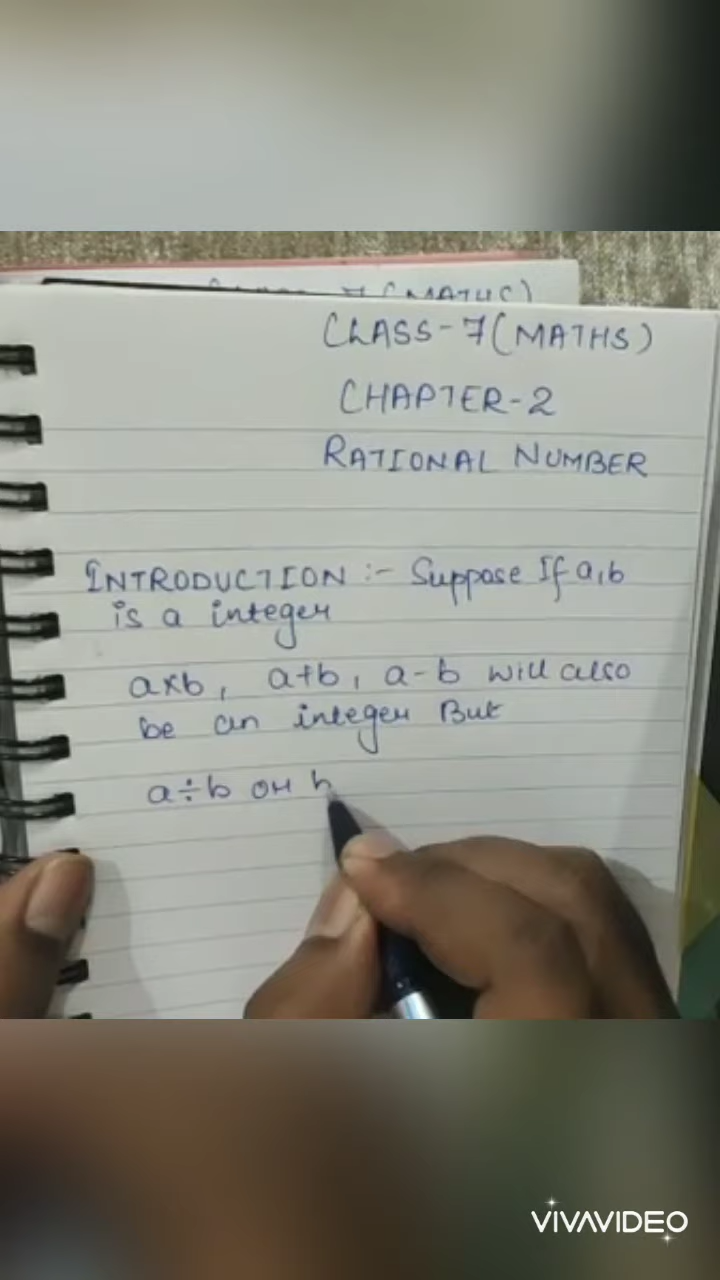 CLASS-7(MATHS)
CHAPTER-2
RATIONAL NUMBER
INTRODUCTION :- Suppose If a,b
is a integer
axb, a+b, a-b will also
be an integer But
a÷b or b
VIVAVIDEO